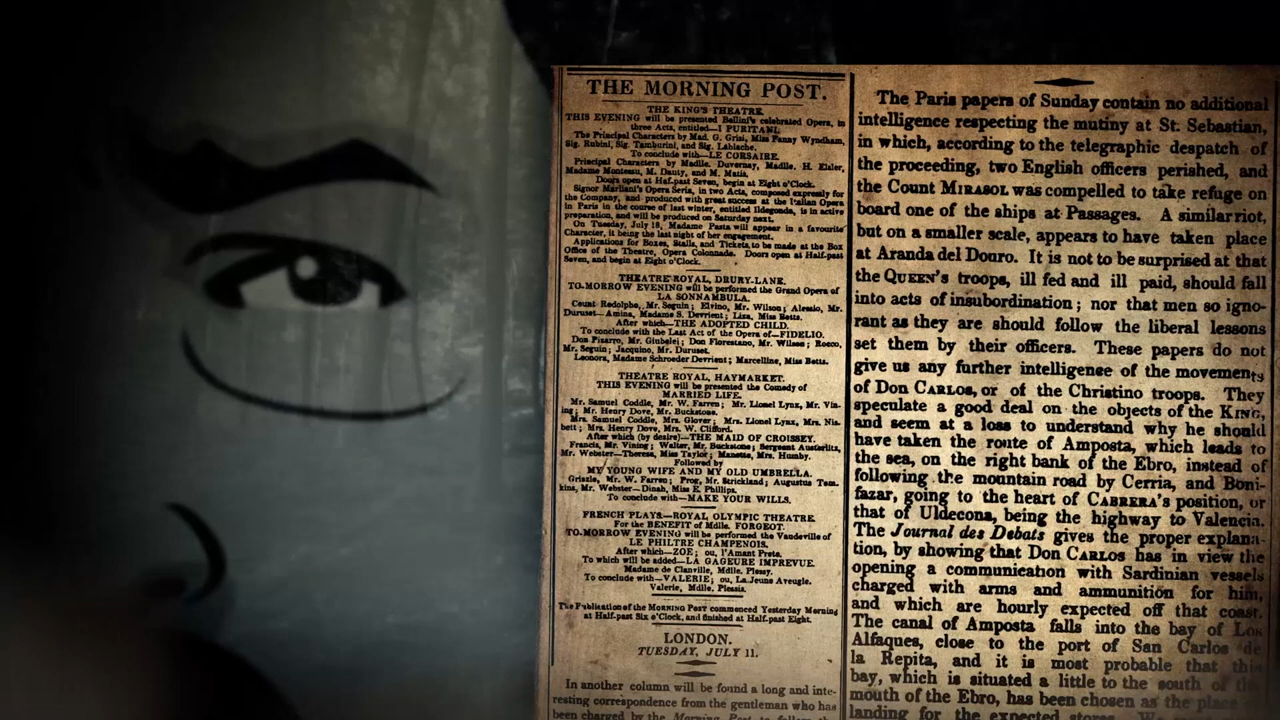 THE MORNING POST.
THE KING'S THEATRE.
THIS EVENING will be presented Bellini's celebrated Opera, in
three Acts, entitled—I PURITANI.
The Principal Characters by Mad. G. Grisi, Miss Fanny Wyndham,
Sig. Rubini, Sig. Tamburini, and Sig. Lablache.
To conclude with—LE CORSAIRE.
Principal Characters by Madlle. Duvernay, Madlle. H. Elsler,
Madame Montessu, M. Dauty, and M. Matis.
Doors open at Half-past Seven, begin at Eight o'Clock.
Signor Marliani's Opera Seria, in two Acts, composed expressly for
the Company, and produced with great success at the Italian Opera
in Paris in the course of last winter, entitled Ildegonda, is in active
preparation, and will be produced on Saturday next.
On Tuesday, July 18, Madame Pasta will appear in a favourite
Character, it being the last night of her engagement.
Applications for Boxes, Stalls, and Tickets, to be made at the Box
Office of the Theatre, Opera Colonnade. Doors open at Half-past
Seven, and begin at Eight o'Clock.
THEATRE ROYAL, DRURY-LANE.
TO-MORROW EVENING will be performed the Grand Opera of
LA SONNAMBULA.
Count Rodolpho, Mr. Seguin; Elvino, Mr. Wilson; Alessio, Mr.
Duruset—Amina, Madame S. Devrient; Liza, Miss Betts.
After which—THE ADOPTED CHILD.
To conclude with the Last Act of the Opera of—FIDELIO.
Don Pizarro, Mr. Giubelei; Don Florestano, Mr. Wilson; Rocco,
Mr. Seguin; Jacquino, Mr. Duruset.
Leonora, Madame Schroeder Devrient; Marcelline, Miss Betts.
THEATRE ROYAL, HAYMARKET.
THIS EVENING will be presented the Comedy of
MARRIED LIFE.
Mr. Samuel Coddle, Mr. W. Farren; Mr. Lionel Lynx, Mr. Vin-
ing; Mr. Henry Dove, Mr. Buckstone.
Mrs. Samuel Coddle, Mrs. Glover; Mrs. Lionel Lynx, Mrs. Nis-
bett; Mrs. Henry Dove, Mrs. W. Clifford.
After which (by desire)—THE MAID OF CROISSEY.
Francis, Mr. Vining; Walter, Mr. Buckstone; Sergeant Austerlitz,
Mr. Webster—Theresa, Miss Taylor; Manette, Mrs. Humby.
Followed by
MY YOUNG WIFE AND MY OLD UMBRELLA.
Grizzle, Mr. W. Farren; Prog, Mr. Strickland; Augustus Tom-
kins, Mr. Webster—Dinah, Miss E. Phillips.
To conclude with—MAKE YOUR WILLS.
FRENCH PLAYS—ROYAL OLYMPIC THEATRE.
For the BENEFIT of Mdlle. FORGEOT.
TO-MORROW EVENING will be performed the Vaudeville of
LE PHILTRE CHAMPENOIS.
After which—ZOE; ou, l'Amant Prete.
To which will be added—LA GAGEURE IMPREVUE.
Madame de Clanville, Mdlle. Plessy.
To conclude with—VALERIE; ou, La Jeune Aveugle.
Valerie, Mdlle. Plessis.
The Publication of the MORNING POST commenced Yesterday Morning
at Half-past Six o'Clock, and finished at Half-past Eight.
LONDON.
TUESDAY, JULY 11.
In another column will be found a long and inte-
resting correspondence from the gentleman who has
been charged by the Morning Post to follow the
The Paris papers of Sunday contain no additional
intelligence respecting the mutiny at St. Sebastian,
in which, according to the telegraphic despatch of
the proceeding, two English officers perished, and
the Count MIRASOL was compelled to take refuge on
board one of the ships at Passages. A similar riot,
but on a smaller scale, appears to have taken place
at Aranda del Douro. It is not to be surprised at that
the QUEEN'S troops, ill fed and ill paid, should fall
into acts of insubordination; nor that men so igno-
rant as they are should follow the liberal lessons
set them by their officers. These papers do not
give us any further intelligence of the movements
of Don CARLOS, or of the Christino troops. They
speculate a good deal on the objects of the KING,
and seem at a loss to understand why he should
have taken the route of Amposta, which leads to
the sea, on the right bank of the Ebro, instead of
following the mountain road by Cerria, and Boni-
fazar, going to the heart of CABRERA'S position, or
that of Uldecona, being the highway to Valencia.
The Journal des Debats gives the proper explana-
tion, by showing that Don CARLOS has in view the
opening a communication with Sardinian vessels
charged with arms and ammunition for him,
and which are hourly expected off that coast.
The canal of Amposta falls into the bay of Los
Alfaques, close to the port of San Carlos de
la Repita, and it is most probable that this
bay, which is situated a little to the south of the
mouth of the Ebro, has been chosen as the place
landing for the expected stores.